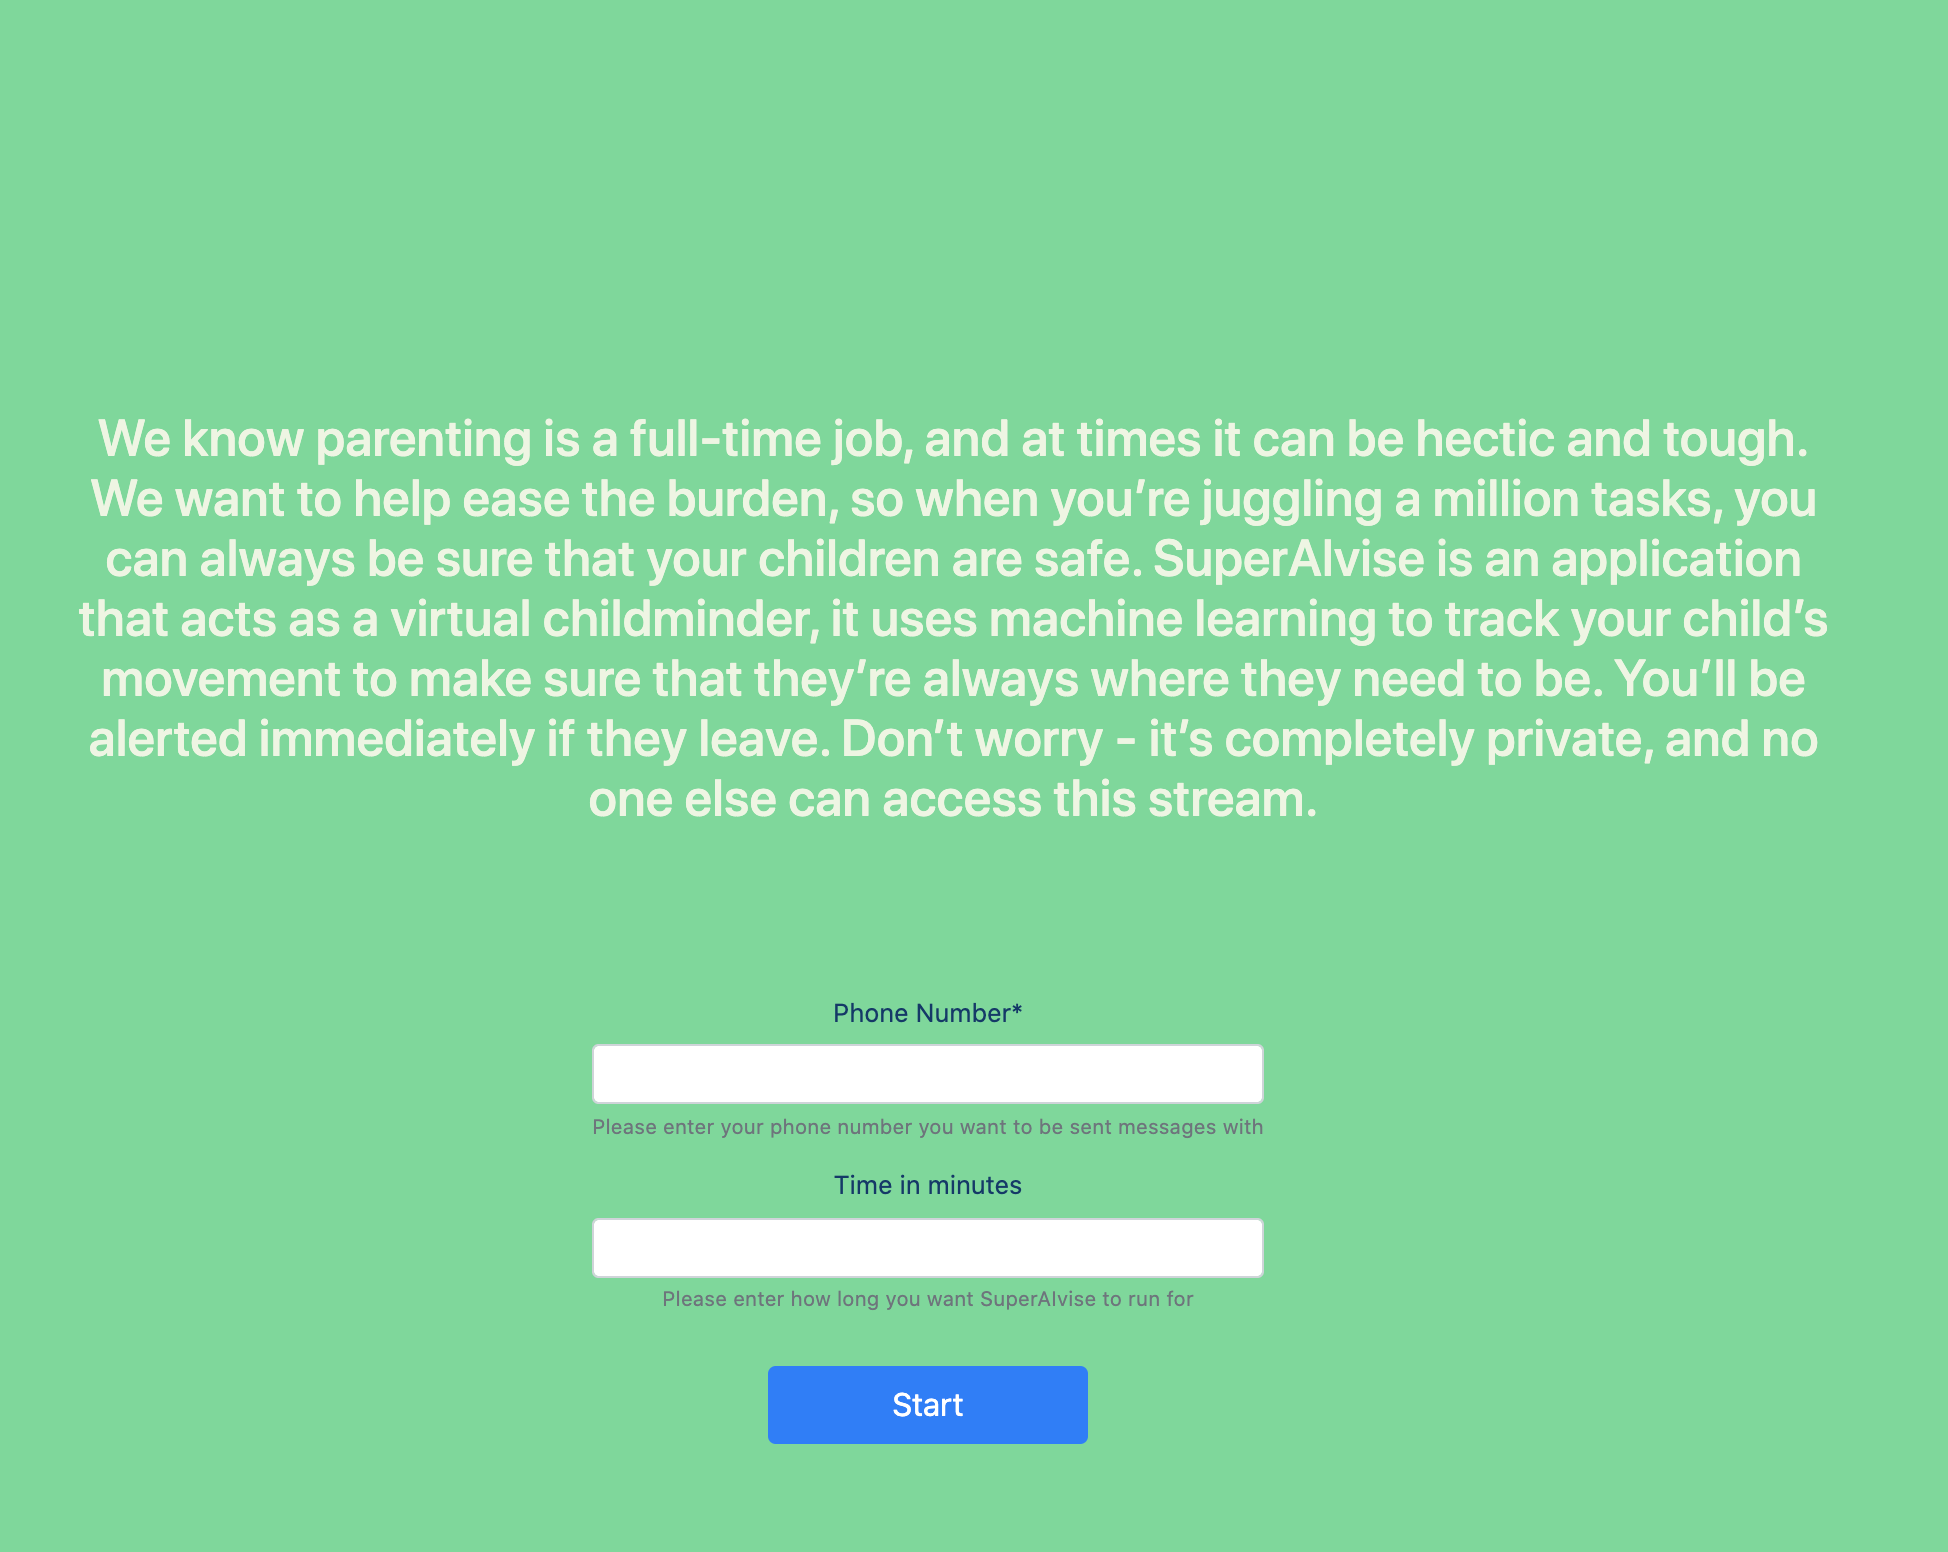 We know parenting is a full-time job, and at times it can be hectic and tough.
We want to help ease the burden, so when you’re juggling a million tasks, you
can always be sure that your children are safe. SuperAIvise is an application
that acts as a virtual childminder, it uses machine learning to track your child’s
movement to make sure that they’re always where they need to be. You’ll be
alerted immediately if they leave. Don’t worry - it’s completely private, and no
one else can access this stream.
Phone Number*
Please enter your phone number you want to be sent messages with
Time in minutes
Please enter how long you want SuperAIvise to run for
Start